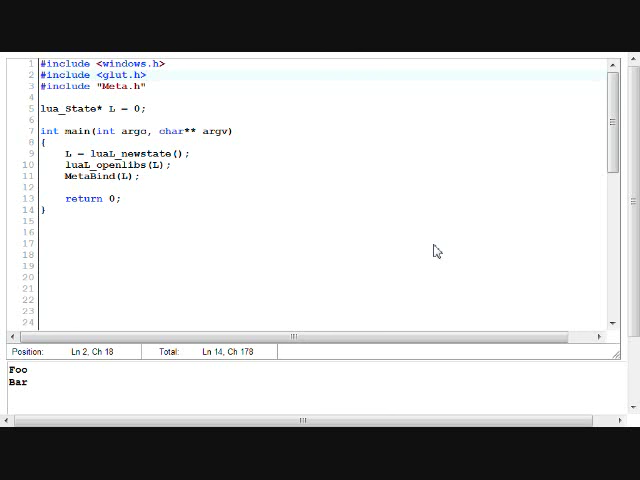 1 #include <windows.h>
2 #include <glut.h>
3 #include "Meta.h"
4
5 lua_State* L = 0;
6
7 int main(int argc, char** argv)
8 {
9 L = luaL_newstate();
10 luaL_openlibs(L);
11 MetaBind(L);
12
13 return 0;
14 }
15
16
17
18
19
20
21
22
23
24
Position: Ln 2, Ch 18 Total: Ln 14, Ch 178
Foo
Bar